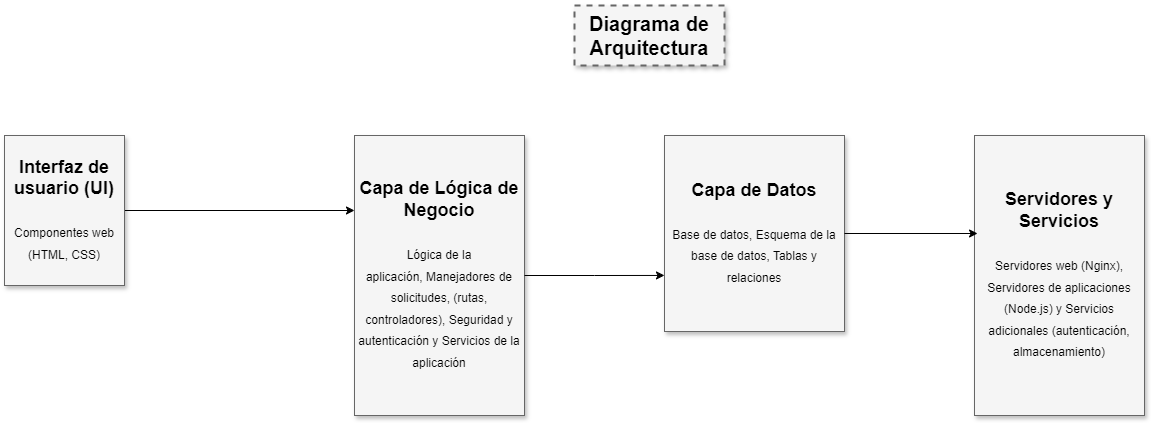 Diagrama de
Arquitectura
Interfaz de
usuario (UI)
Componentes web
(HTML, CSS)
Capa de Lógica de
Negocio
Lógica de la
aplicación, Manejadores de
solicitudes, (rutas,
controladores), Seguridad y
autenticación y Servicios de la
aplicación
Capa de Datos
Base de datos, Esquema de la
base de datos, Tablas y
relaciones
Servidores y
Servicios
Servidores web (Nginx),
Servidores de aplicaciones
(Node.js) y Servicios
adicionales (autenticación,
almacenamiento)